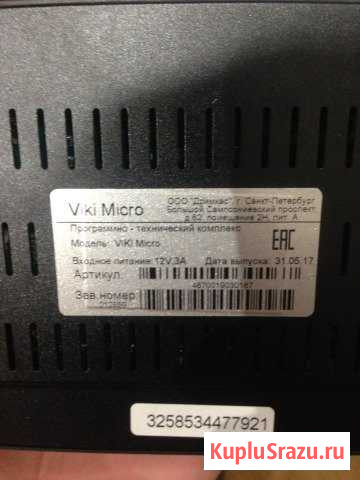 Viki Micro
ООО "Дримкас", г. Санкт-Петербург
Большой Сампсониевский проспект
д.62, помещение 2Н, лит. А
Программно - технический комплекс
Модель: Viki Micro
EAC
Входное питание: 12V,3A Дата выпуска: 31.05.17
Артикул:
4670019030167
Зав.номер:
3258534477921
KupluSrazu.ru